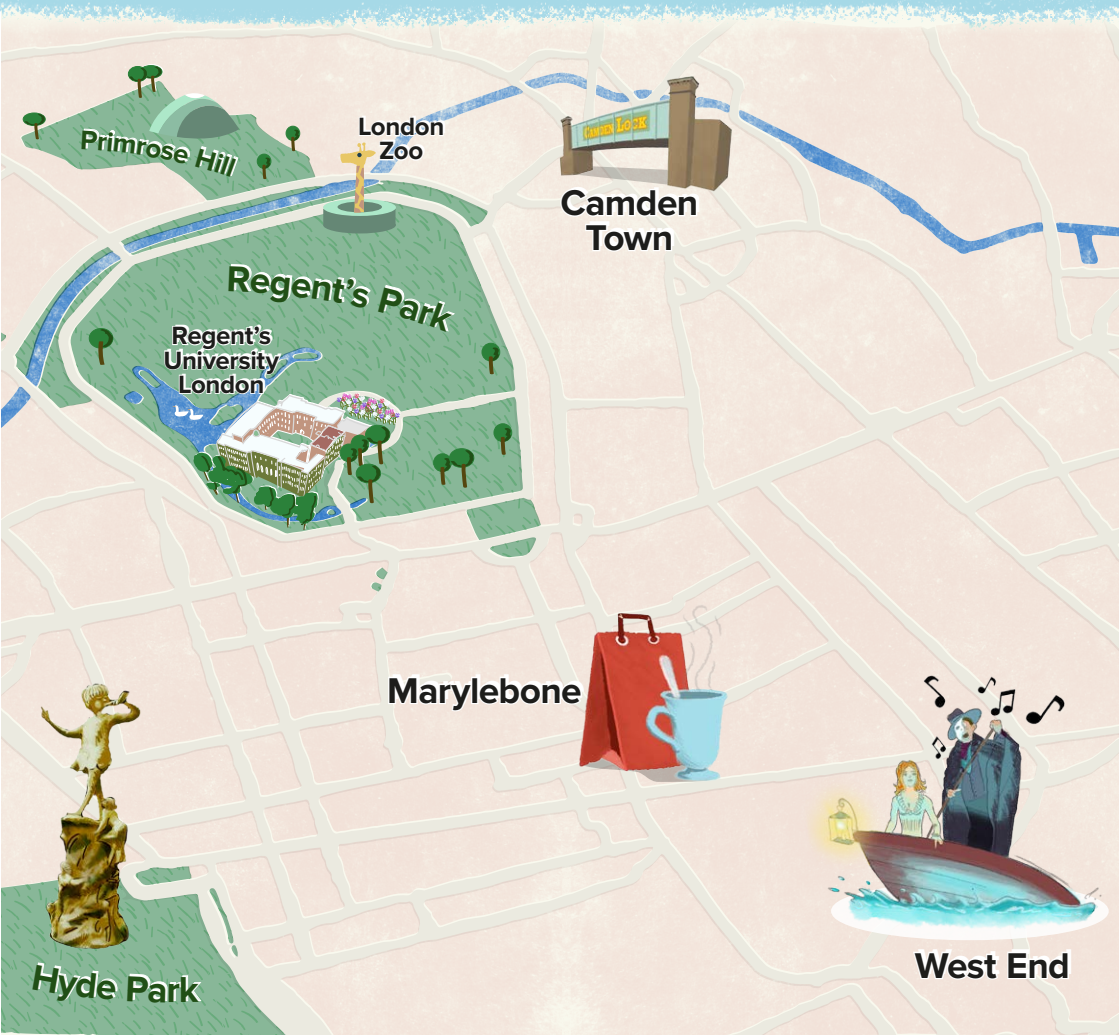 Primrose Hill
London
Zoo
CAMDEN LOCK
Camden
Town
Regent's Park
Regent's
University
London
Marylebone
West End
Hyde Park